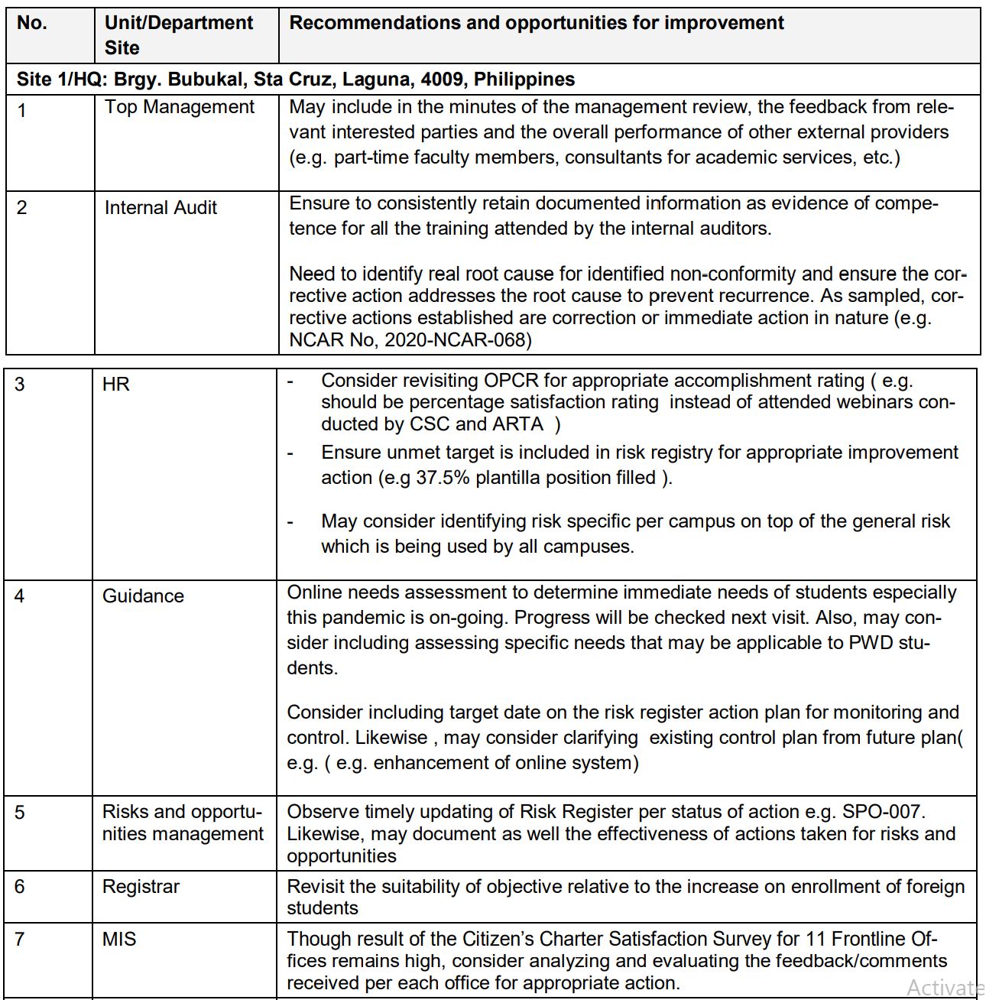 No. Unit/Department Recommendations and opportunities for improvement
Site
Site 1/HQ: Brgy. Bubukal, Sta Cruz, Laguna, 4009, Philippines
1 Top Management May include in the minutes of the management review, the feedback from rele-
vant interested parties and the overall performance of other external providers
(e.g. part-time faculty members, consultants for academic services, etc.)
2 Internal Audit Ensure to consistently retain documented information as evidence of compe-
tence for all the training attended by the internal auditors.
Need to identify real root cause for identified non-conformity and ensure the cor-
rective action addresses the root cause to prevent recurrence. As sampled, cor-
rective actions established are correction or immediate action in nature (e.g.
NCAR No, 2020-NCAR-068)
3 HR - Consider revisiting OPCR for appropriate accomplishment rating ( e.g.
should be percentage satisfaction rating instead of attended webinars con-
ducted by CSC and ARTA )
- Ensure unmet target is included in risk registry for appropriate improvement
action (e.g 37.5% plantilla position filled ).
- May consider identifying risk specific per campus on top of the general risk
which is being used by all campuses.
4 Guidance Online needs assessment to determine immediate needs of students especially
this pandemic is on-going. Progress will be checked next visit. Also, may con-
sider including assessing specific needs that may be applicable to PWD stu-
dents.
Consider including target date on the risk register action plan for monitoring and
control. Likewise , may consider clarifying existing control plan from future plan(
e.g. ( e.g. enhancement of online system)
5 Risks and opportu- Observe timely updating of Risk Register per status of action e.g. SPO-007.
nities management Likewise, may document as well the effectiveness of actions taken for risks and
opportunities
6 Registrar Revisit the suitability of objective relative to the increase on enrollment of foreign
students
7 MIS Though result of the Citizen's Charter Satisfaction Survey for 11 Frontline Of-
fices remains high, consider analyzing and evaluating the feedback/comments
received per each office for appropriate action.
Activate